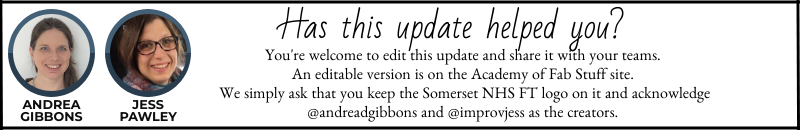 Has this update helped you?
You're welcome to edit this update and share it with your teams.
An editable version is on the Academy of Fab Stuff site.
We simply ask that you keep the Somerset NHS FT logo on it and acknowledge
@andreadgibbons and @improvjess as the creators.
ANDREA
GIBBONS
JESS
PAWLEY